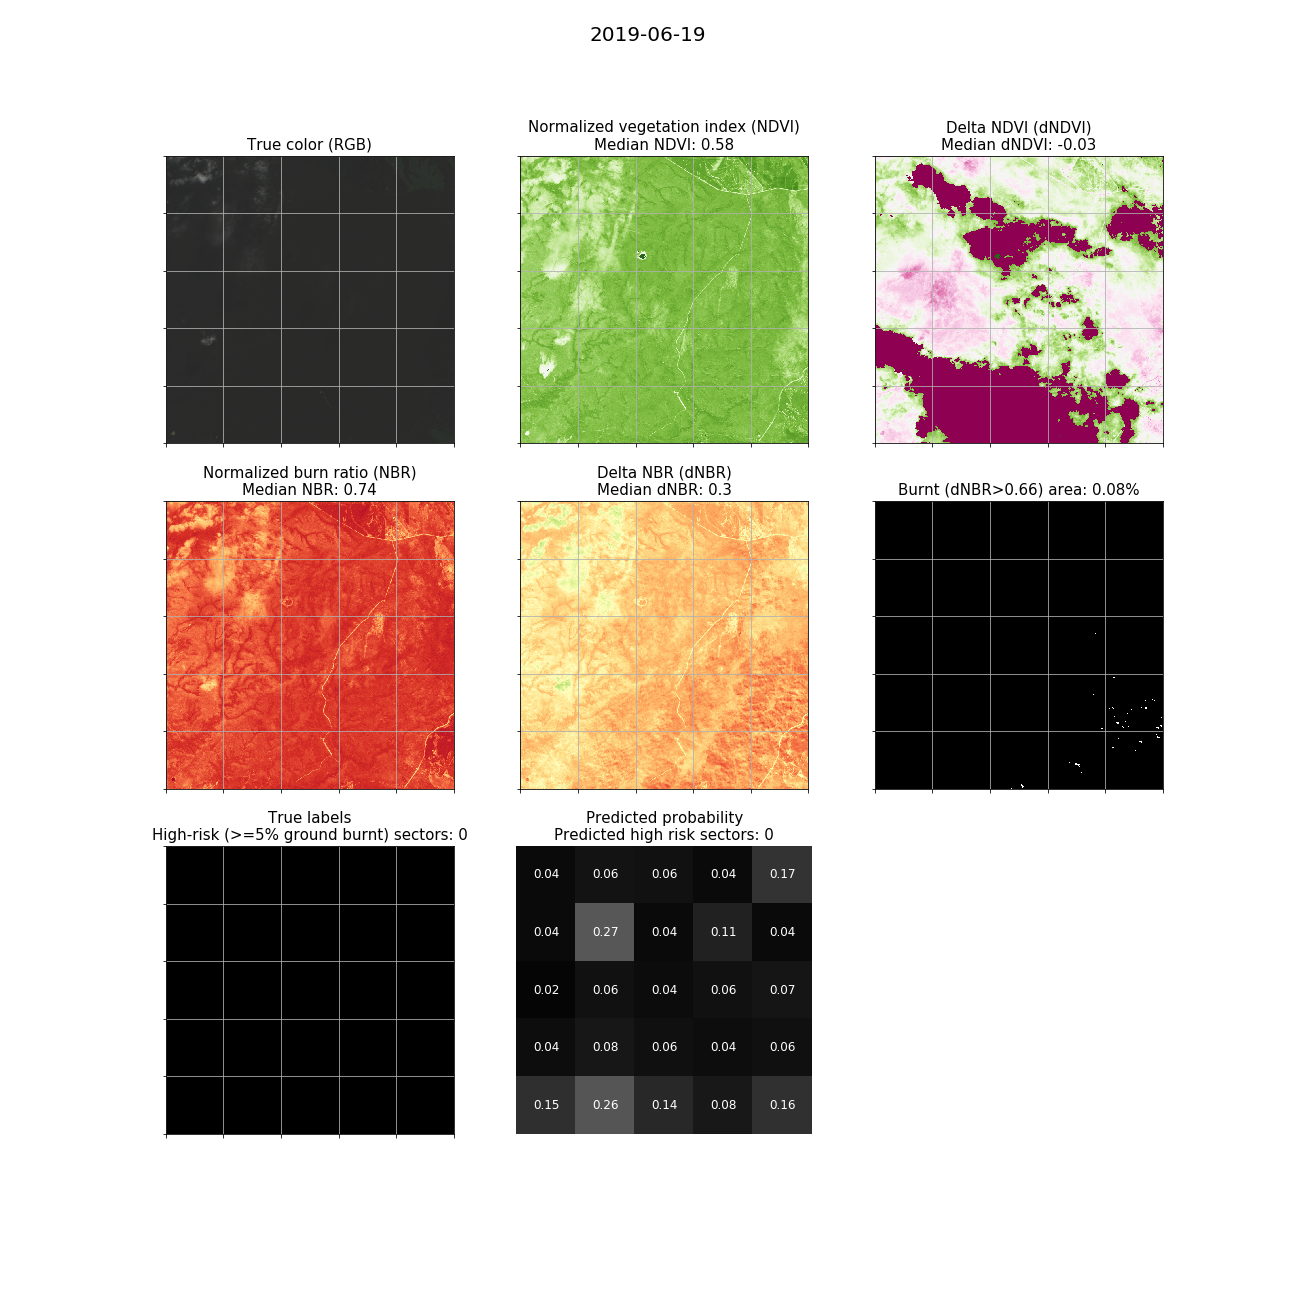 2019-06-19
True color (RGB)
Normalized vegetation index (NDVI)
Median NDVI: 0.58
Delta NDVI (dNDVI)
Median dNDVI: -0.03
Normalized burn ratio (NBR)
Median NBR: 0.74
Delta NBR (dNBR)
Median dNBR: 0.3
Burnt (dNBR>0.66) area: 0.08%
True labels
High-risk (>=5% ground burnt) sectors: 0
Predicted probability
Predicted high risk sectors: 0
0.04 0.06 0.06 0.04 0.17
0.04 0.27 0.04 0.11 0.04
0.02 0.06 0.04 0.06 0.07
0.04 0.08 0.06 0.04 0.06
0.15 0.26 0.14 0.08 0.16